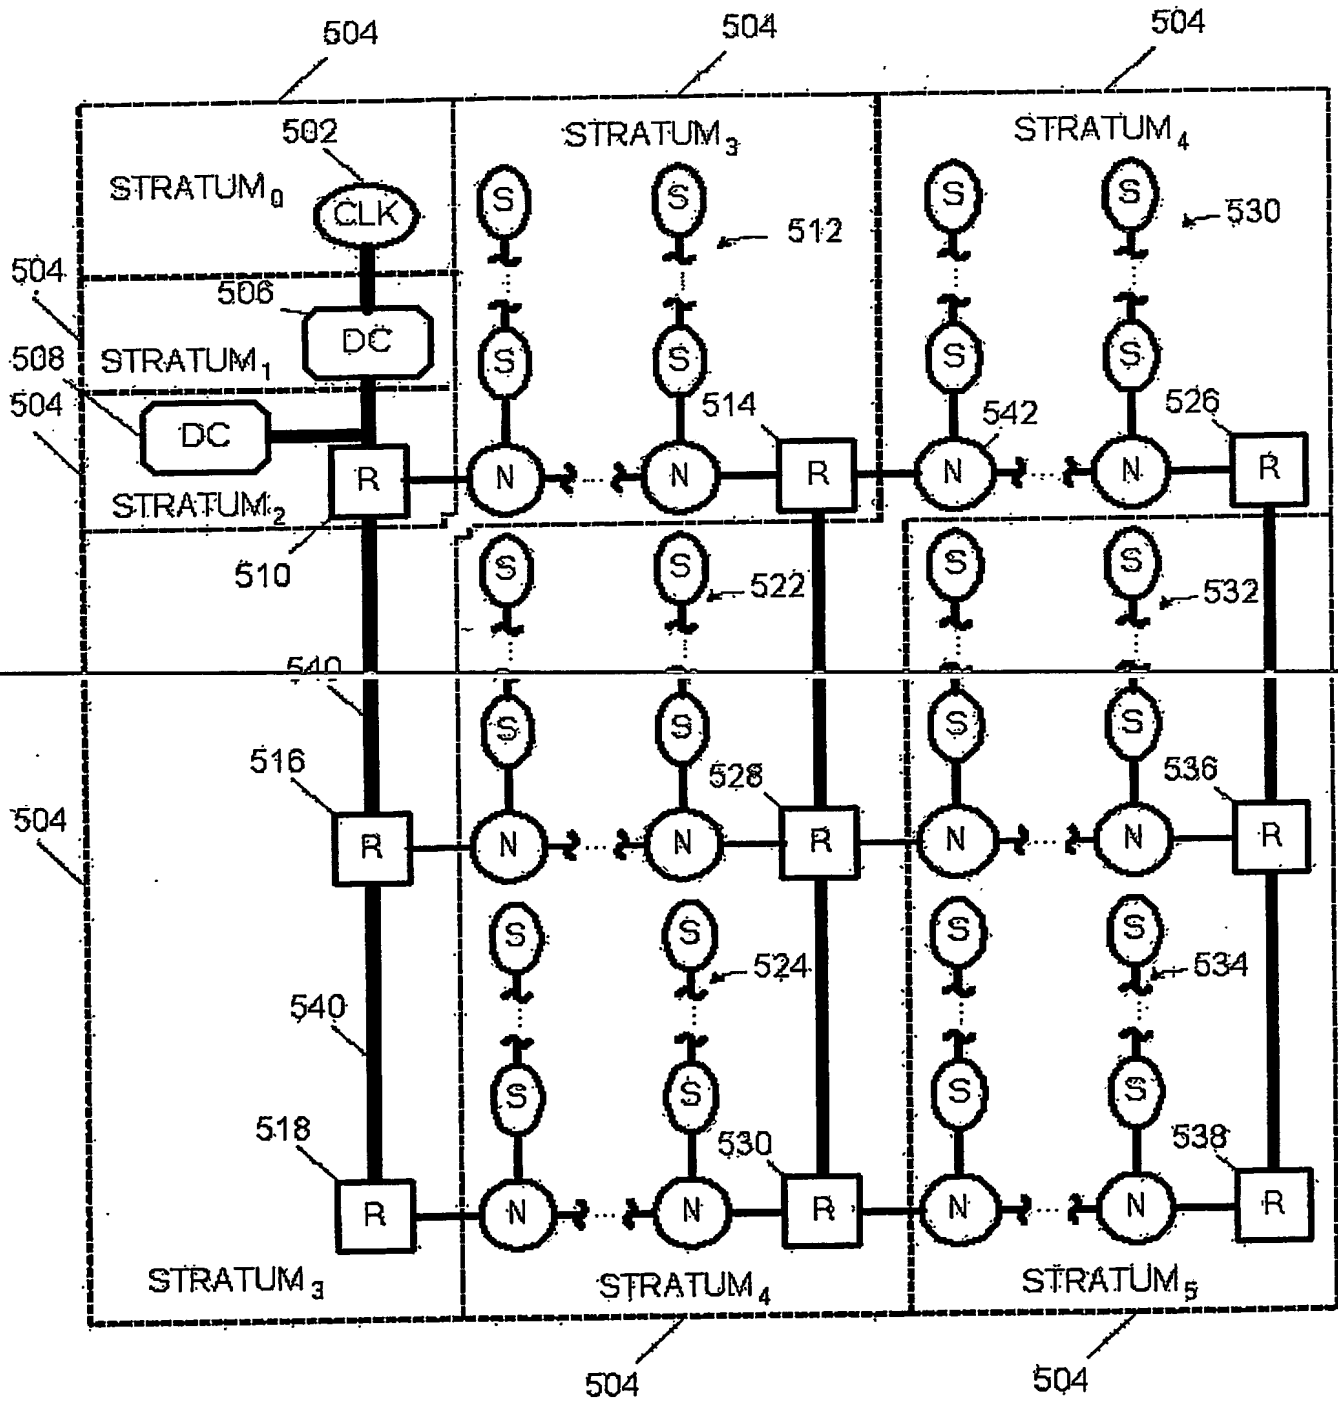 504
504
504
502
STRATUM3
STRATUM4
STRATUM0
CLK
S
S
S
S
512
530
504
506
DC
STRATUM1
S
S
S
S
508
504
DC
514
542
526
R
N
...
N
R
N
...
N
R
STRATUM2
510
S
S
522
S
S
532
540
516
S
S
528
S
S
536
504
R
N
...
N
R
N
...
N
R
S
S
524
S
S
534
540
518
S
S
530
S
S
538
R
N
...
N
R
N
...
N
R
STRATUM3
STRATUM4
STRATUM5
504
504